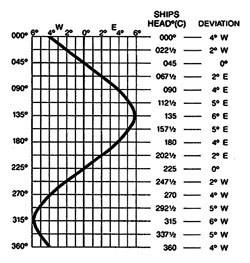 SHIPS
W E HEAD°(C) DEVIATION
6° 4° 2° 0 2° 4° 6°
000° 000° 4° W
022½° 2° W
045° 045 0°
067½° 2° E
090° 090 4° E
112½° 5° E
135° 135 6° E
157½° 5° E
180° 180 4° E
202½° 2° E
225° 225 0°
247½° 2° W
270° 270 4° W
292½° 5° W
315° 315 6° W
337½° 5° W
360° 360 4° W